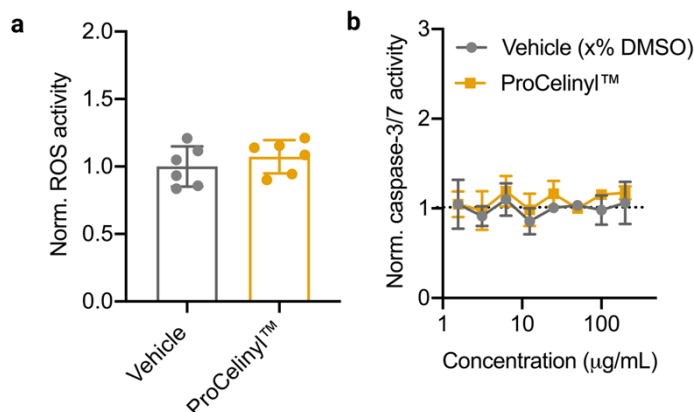 a
Norm. ROS activity
2.0
1.5
1.0
0.5
0.0
Vehicle
ProCelinyl™
b
Norm. caspase-3/7 activity
3
2
1
0
Vehicle (x% DMSO)
ProCelinyl™
1
10
100
Concentration (μg/mL)